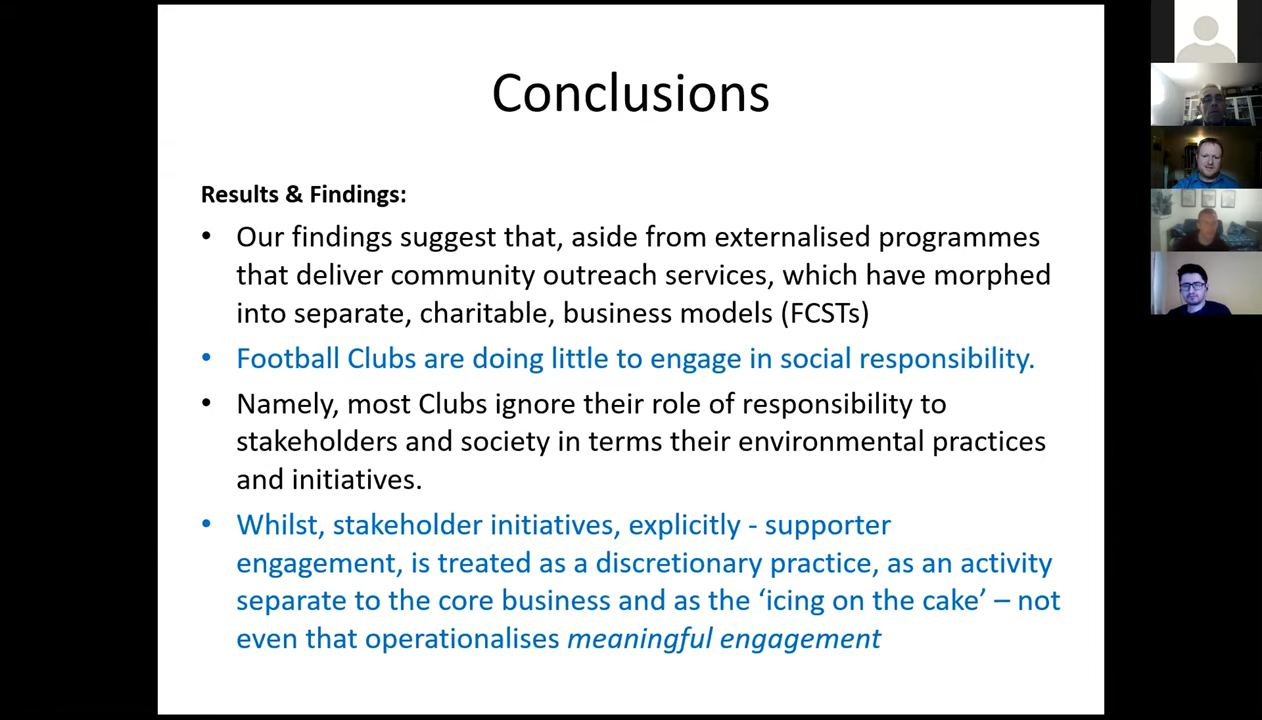 Conclusions
Results & Findings:
• Our findings suggest that, aside from externalised programmes
that deliver community outreach services, which have morphed
into separate, charitable, business models (FCSTs)
• Football Clubs are doing little to engage in social responsibility.
• Namely, most Clubs ignore their role of responsibility to
stakeholders and society in terms their environmental practices
and initiatives.
• Whilst, stakeholder initiatives, explicitly - supporter
engagement, is treated as a discretionary practice, as an activity
separate to the core business and as the ‘icing on the cake’ – not
even that operationalises meaningful engagement